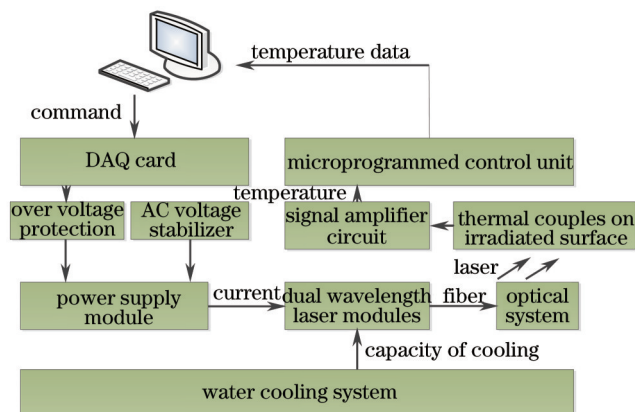 temperature data
command
DAQ card
microprogrammed control unit
temperature
over voltage
protection
AC voltage
stabilizer
signal amplifier
circuit
thermal couples on
irradiated surface
laser
power supply
module
current
dual wavelength
laser modules
fiber
optical
system
capacity of cooling
water cooling system